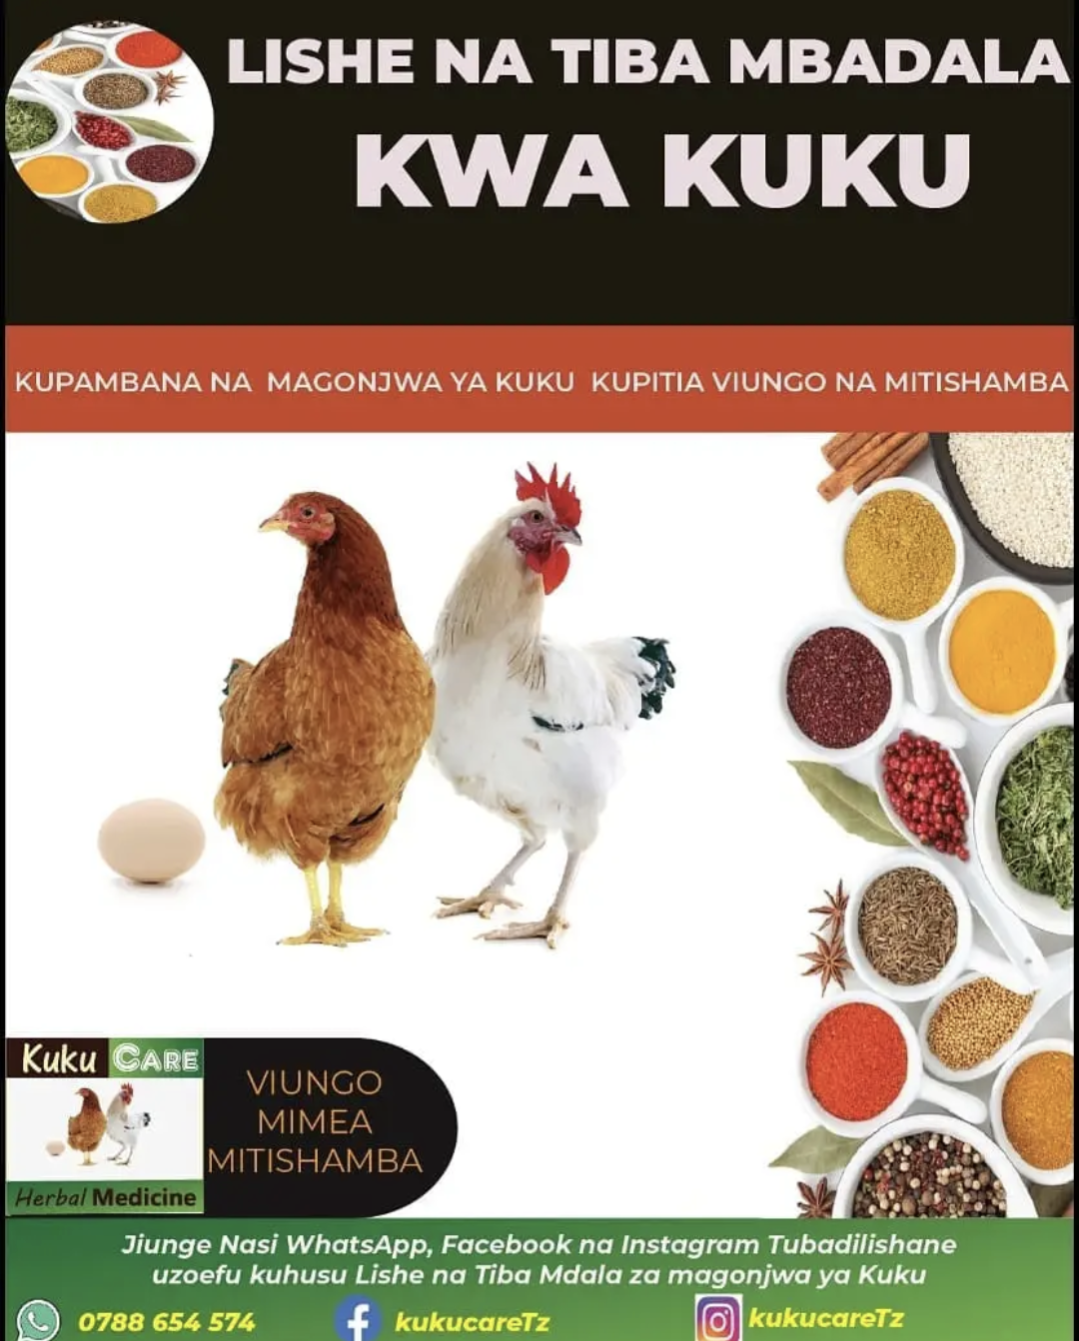 LISHE NA TIBA MBADALA
KWA KUKU
KUPAMBANA NA MAGONJWA YA KUKU KUPITIA VIUNGO NA MITISHAMBA
Kuku CARE
Herbal Medicine
VIUNGO
MIMEA
MITISHAMBA
Jiunge Nasi WhatsApp, Facebook na Instagram Tubadilishane
uzoefu kuhusu Lishe na Tiba Mdala za magonjwa ya Kuku
0788 654 574 kukucareTz kukucareTz